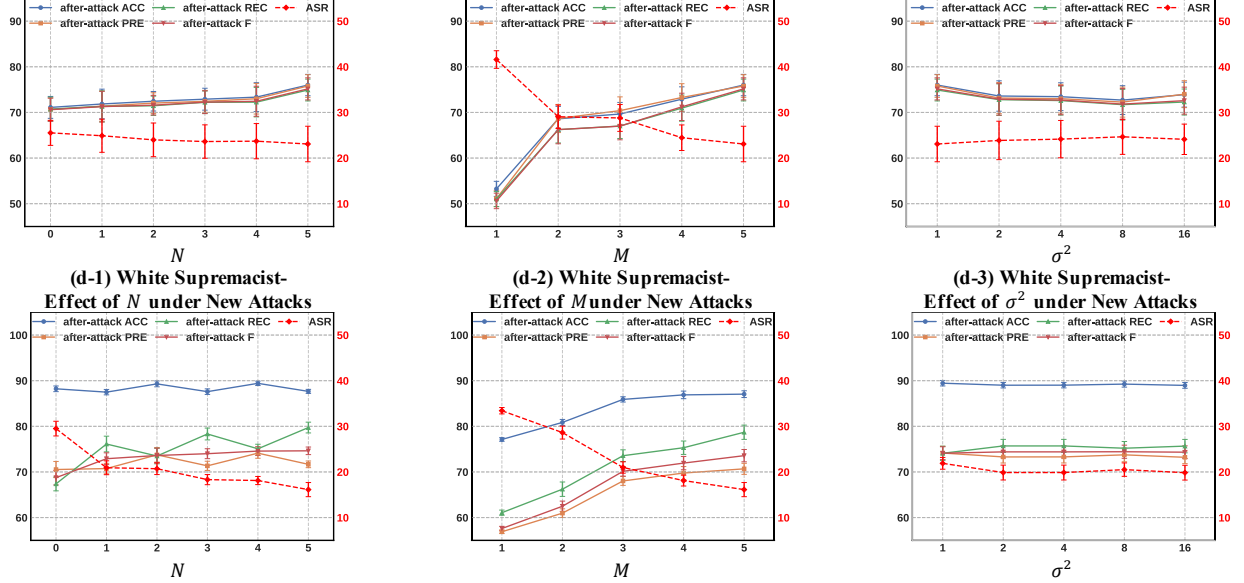 90 after-attack ACC after-attack REC ASR 50
after-attack PRE after-attack F
80 40
70 30
60 20
50 10
0 1 2 3 4 5
N
90 after-attack ACC after-attack REC ASR 50
after-attack PRE after-attack F
80 40
70 30
60 20
50 10
1 2 3 4 5
M
90 after-attack ACC after-attack REC ASR 50
after-attack PRE after-attack F
80 40
70 30
60 20
50 10
1 2 4 8 16
σ²
(d-1) White Supremacist-
Effect of N under New Attacks
(d-2) White Supremacist-
Effect of Munder New Attacks
(d-3) White Supremacist-
Effect of σ² under New Attacks
after-attack ACC after-attack REC ASR 50
100 after-attack PRE after-attack F
90 40
80 30
70 20
60 10
0 1 2 3 4 5
N
after-attack ACC after-attack REC ASR 50
100 after-attack PRE after-attack F
90 40
80 30
70 20
60 10
1 2 3 4 5
M
after-attack ACC after-attack REC ASR 50
100 after-attack PRE after-attack F
90 40
80 30
70 20
60 10
1 2 4 8 16
σ²